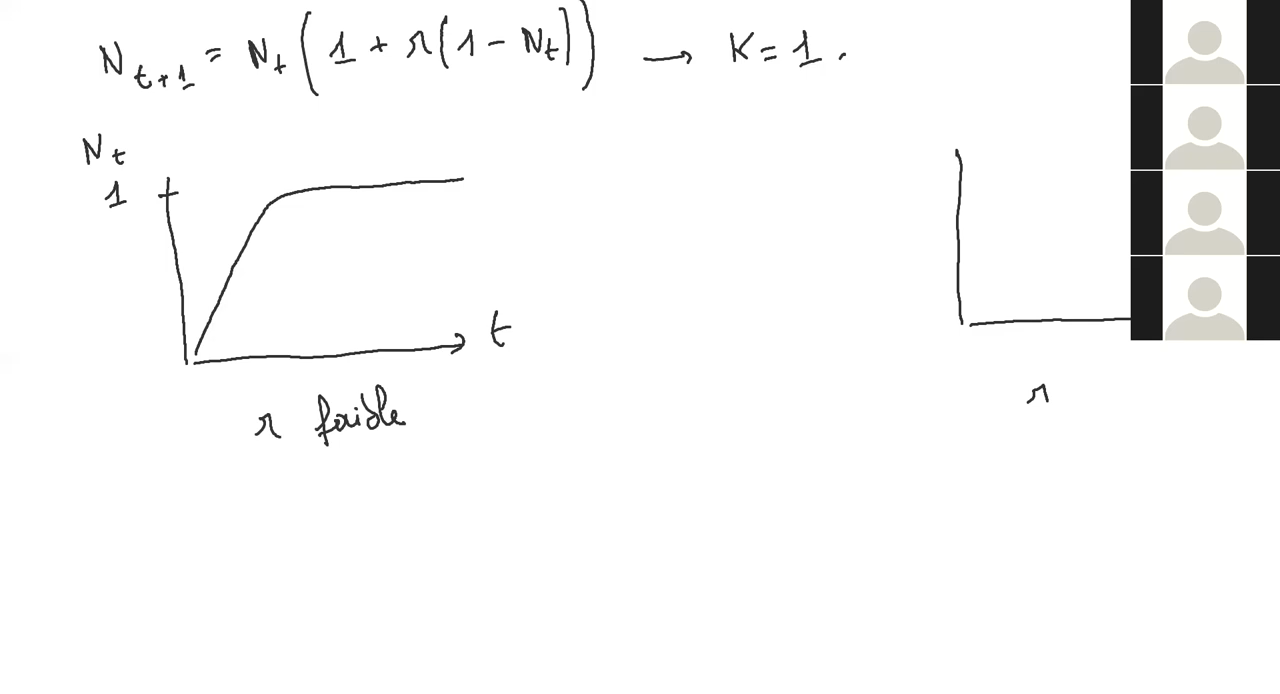 N_{t+1} = N_t (1 + r(1 - N_t)) → K = 1.
N_t
1
t
r faible
r